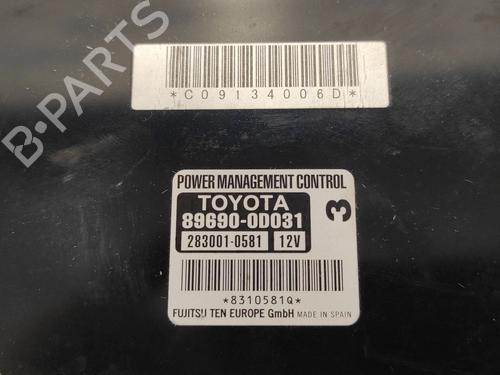 B-PARTS
*C09134006D*
POWER MANAGEMENT CONTROL
TOYOTA
89690-0D031
283001-0581 12V
3
*8310581Q*
FUJITSU TEN EUROPE GmbH MADE IN SPAIN